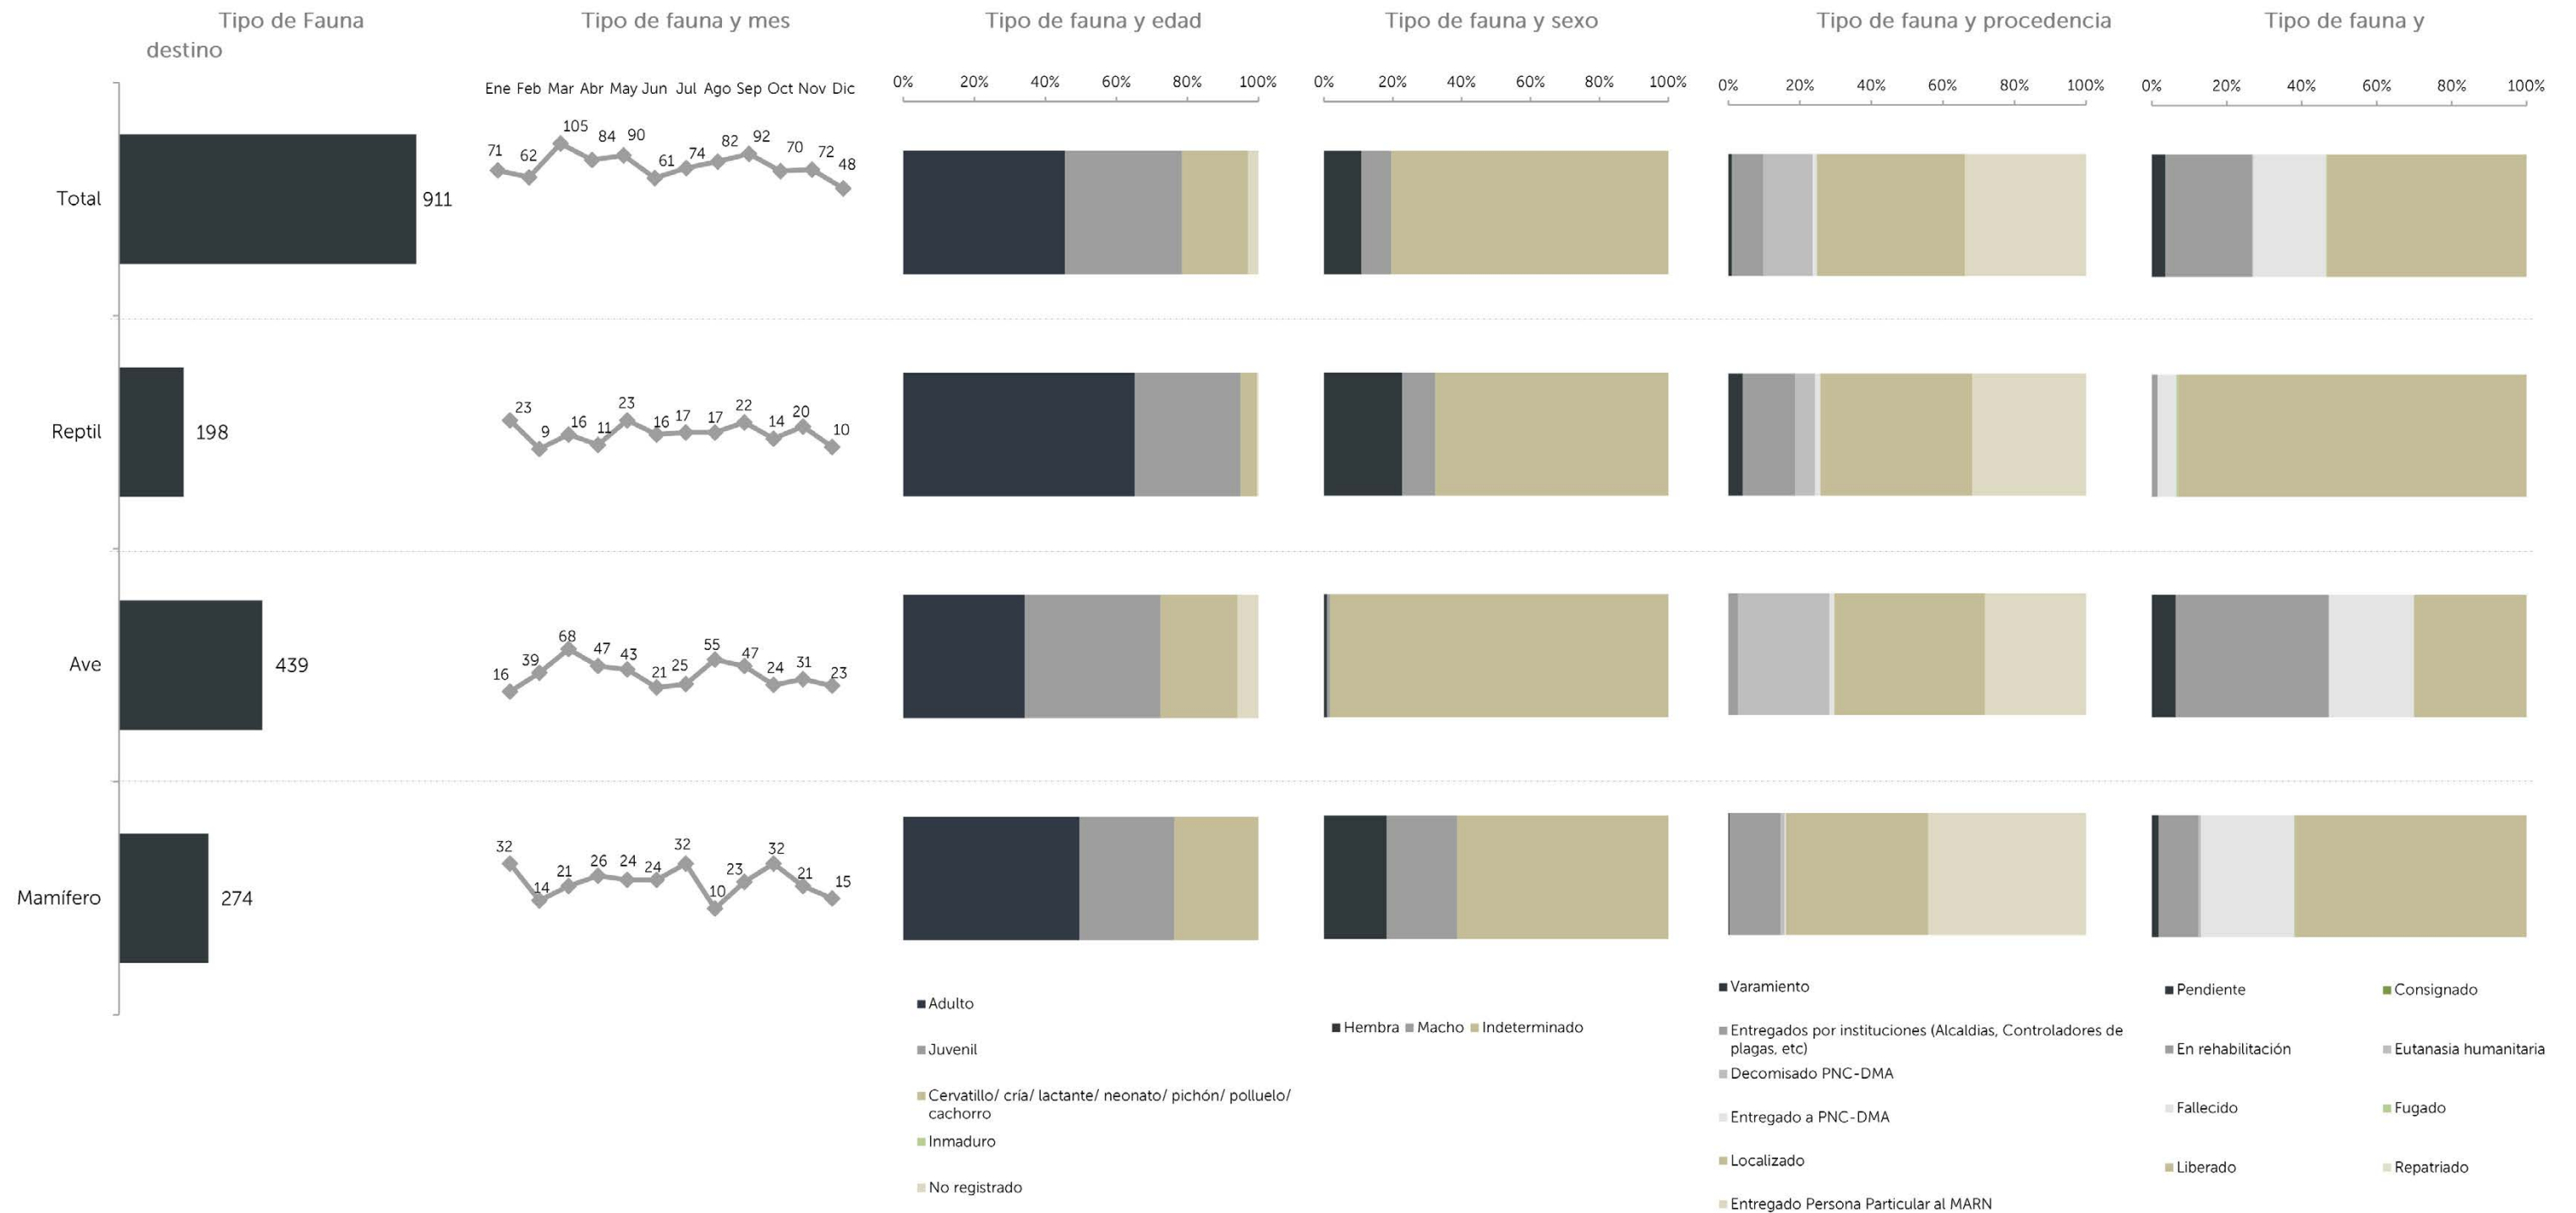 Tipo de Fauna Tipo de fauna y mes Tipo de fauna y edad Tipo de fauna y sexo Tipo de fauna y procedencia Tipo de fauna y
destino
Ene Feb Mar Abr May Jun Jul Ago Sep Oct Nov Dic
0% 20% 40% 60% 80% 100%
0% 20% 40% 60% 80% 100%
0% 20% 40% 60% 80% 100%
0% 20% 40% 60% 80% 100%
Total
911
71 62 105 84 90 61 74 82 92 70 72 48
Reptil
198
23 9 16 11 23 16 17 17 22 14 20 10
Ave
439
16 39 68 47 43 21 25 55 47 24 31 23
Mamífero
274
32 14 21 26 24 24 32 10 23 32 21 15
Adulto
Juvenil
Cervatillo/ cría/ lactante/ neonato/ pichón/ polluelo/
cachorro
Inmaduro
No registrado
Hembra Macho Indeterminado
Varamiento
Entregados por instituciones (Alcaldias, Controladores de
plagas, etc)
Decomisado PNC-DMA
Entregado a PNC-DMA
Localizado
Entregado Persona Particular al MARN
Pendiente Consignado
En rehabilitación Eutanasia humanitaria
Fallecido Fugado
Liberado Repatriado